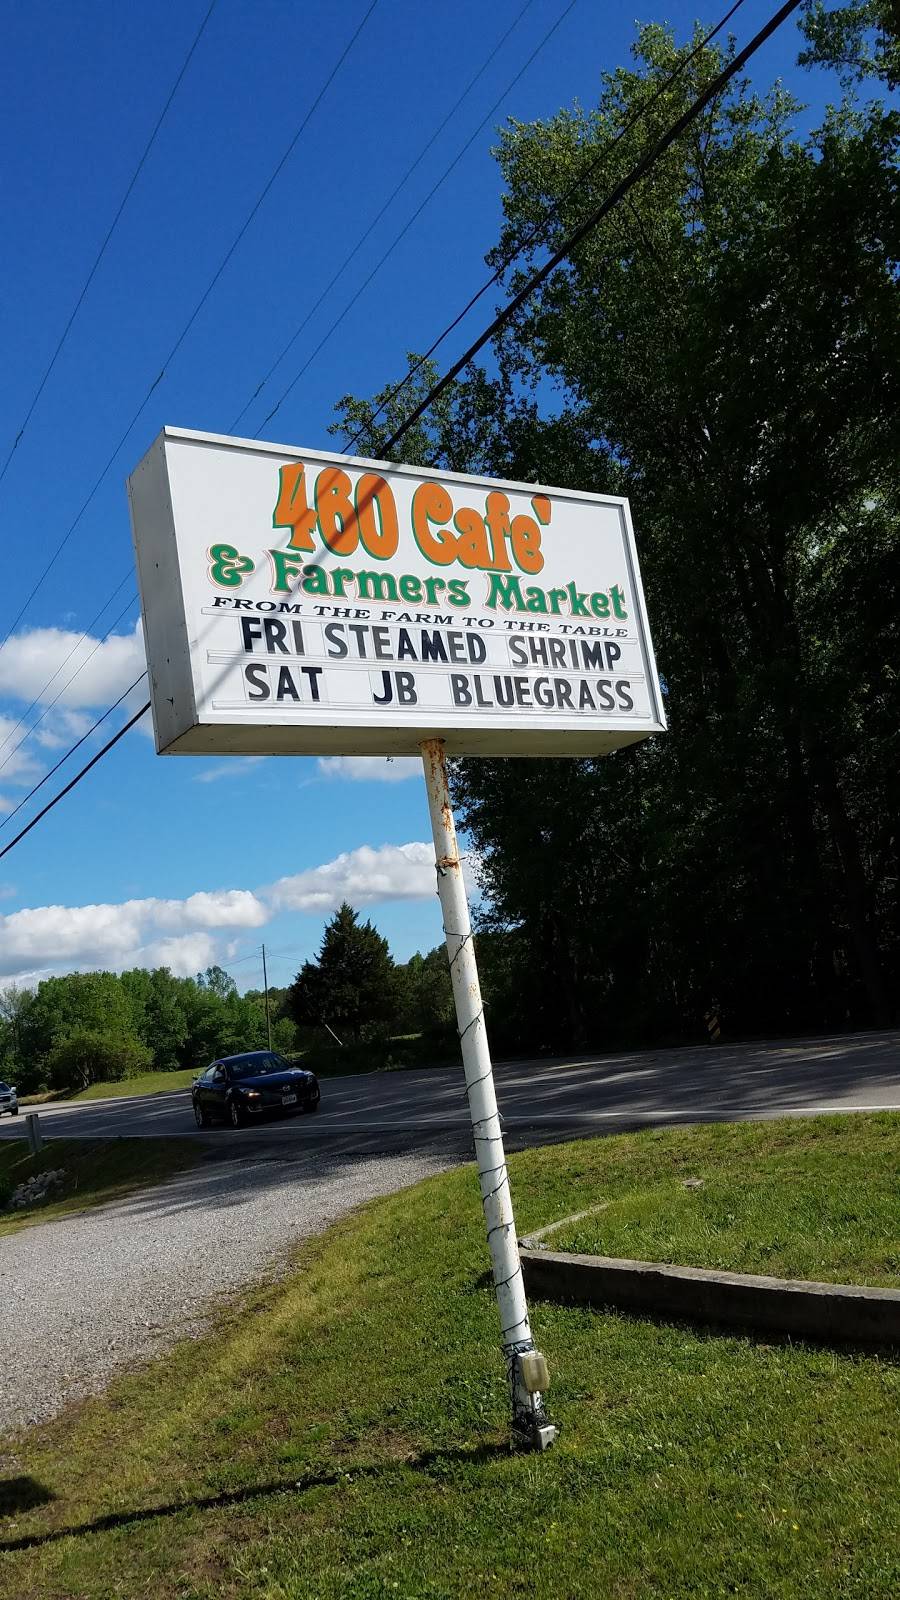 460 Cafe'
& Farmers Market
FROM THE FARM TO THE TABLE
FRI STEAMED SHRIMP
SAT JB BLUEGRASS